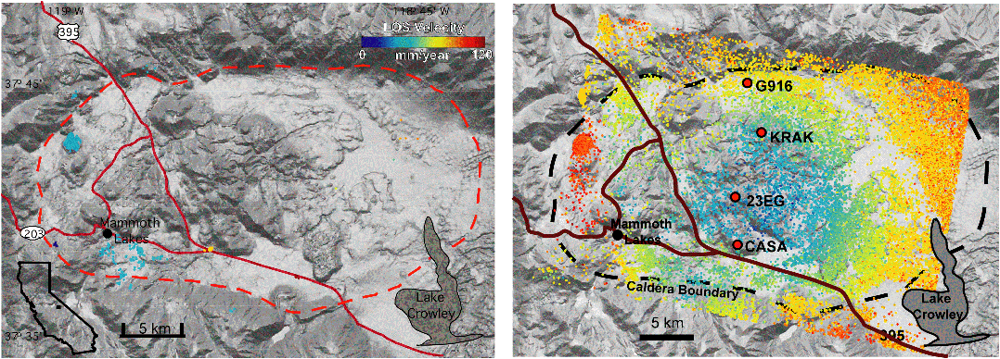 119° W
118° 45' W
395
LOS Velocity
0
mm/year
120
37° 45'
203
Mammoth
Lakes
Lake
Crowley
5 km
37° 35'
G916
KRAK
23EG
Mammoth
Lakes
CASA
Caldera Boundary
Lake
Crowley
5 km
395